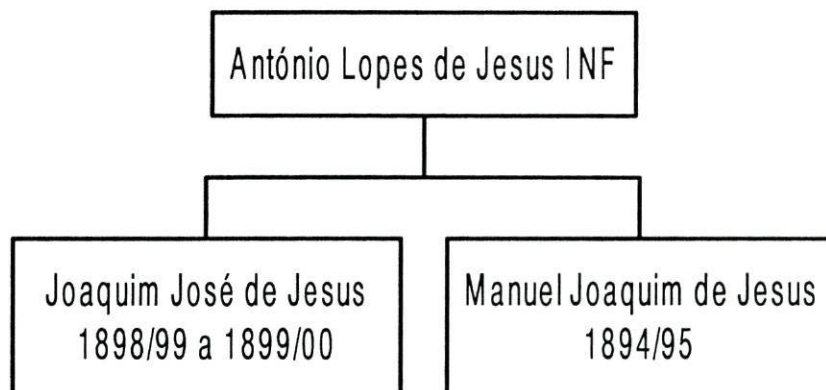 António Lopes de Jesus INF
Joaquim José de Jesus
1898/99 a 1899/00
Manuel Joaquim de Jesus
1894/95